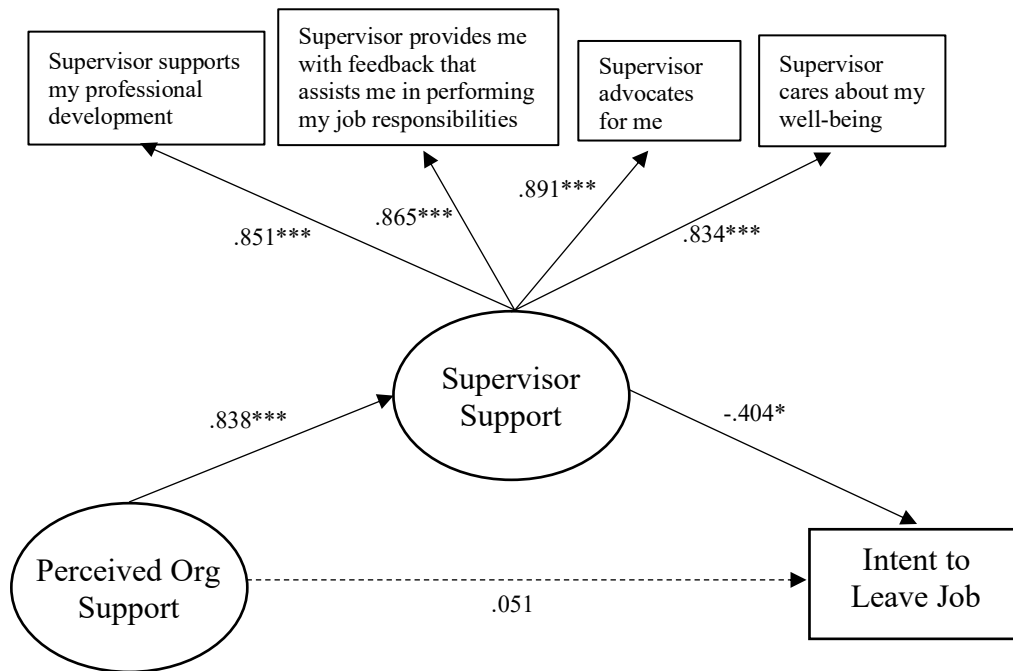 Supervisor supports
my professional
development
Supervisor provides me
with feedback that
assists me in performing
my job responsibilities
Supervisor
advocates
for me
Supervisor
cares about my
well-being
.851***
.865***
.891***
.834***
Supervisor
Support
.838***
-.404*
Perceived Org
Support
.051
Intent to
Leave Job